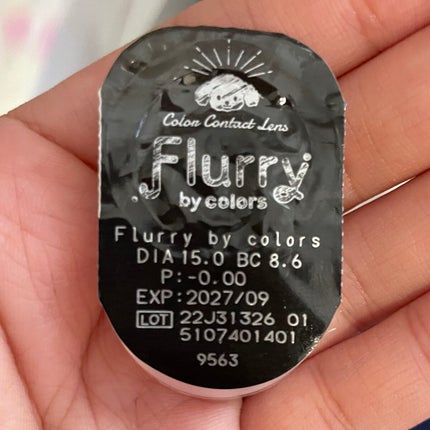 Color Contact Lens
Flurry
by colors
Flurry by colors
DIA 15.0 BC 8.6
P:-0.00
EXP:2027/09
LOT 22J31326 01
5107401401
9563